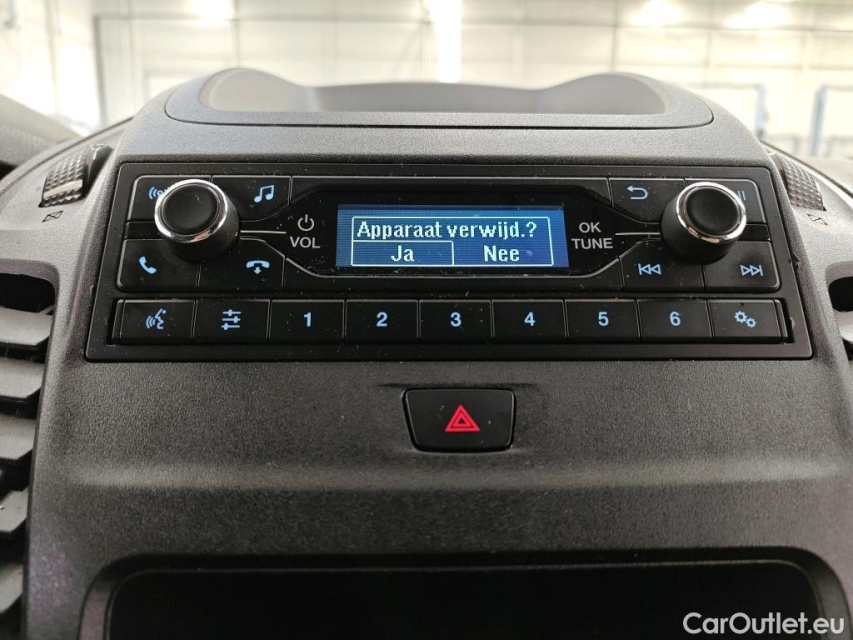 Apparaat verwijd.?
Ja Nee
VOL
OK
TUNE
1 2 3 4 5 6
CarOutlet.eu